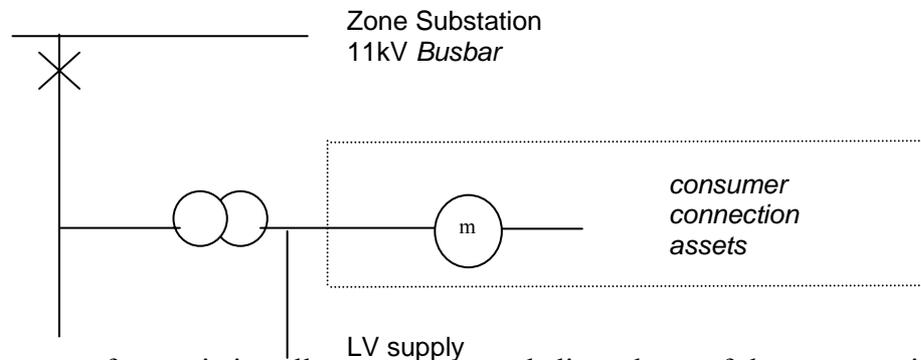 Zone Substation
11kV Busbar
consumer
connection
assets
m
LV supply